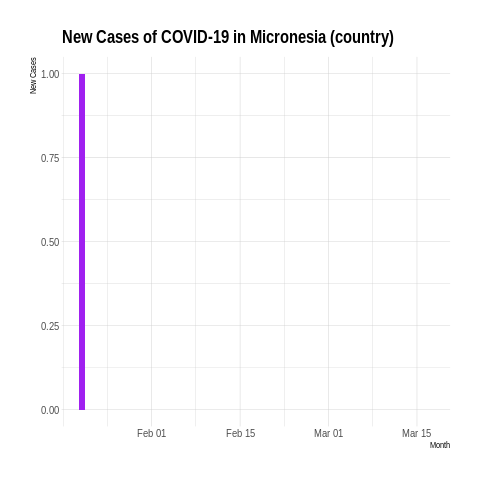 New Cases of COVID-19 in Micronesia (country)
New Cases
1.00
0.75
0.50
0.25
0.00
Feb 01
Feb 15
Mar 01
Mar 15
Month